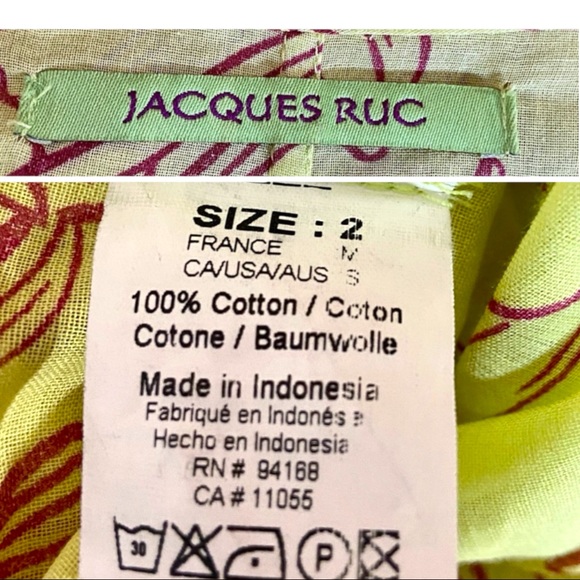 JACQUES RUC
SIZE : 2
FRANCE M
CA/USA/AUS S
100% Cotton / Coton
Cotone / Baumwolle
Made in Indonesia
Fabriqué en Indonésie
Hecho en Indonesia
RN # 94168
CA # 11055
30 P